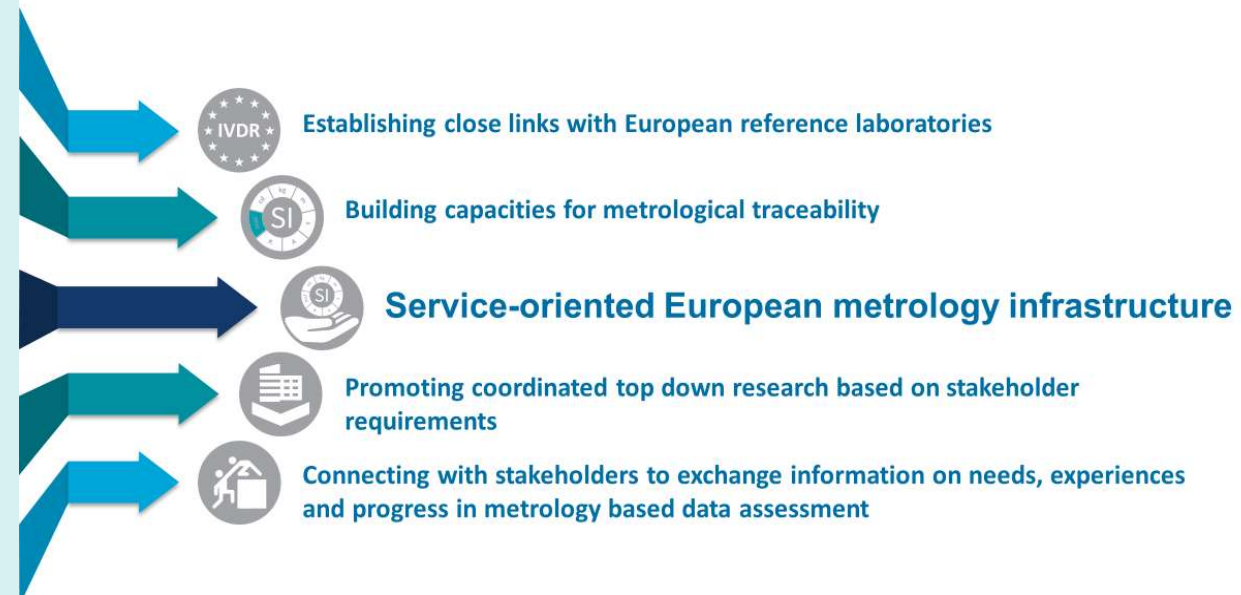 IVDR
Establishing close links with European reference laboratories
SI
Building capacities for metrological traceability
SI
Service-oriented European metrology infrastructure
Promoting coordinated top down research based on stakeholder
requirements
Connecting with stakeholders to exchange information on needs, experiences
and progress in metrology based data assessment